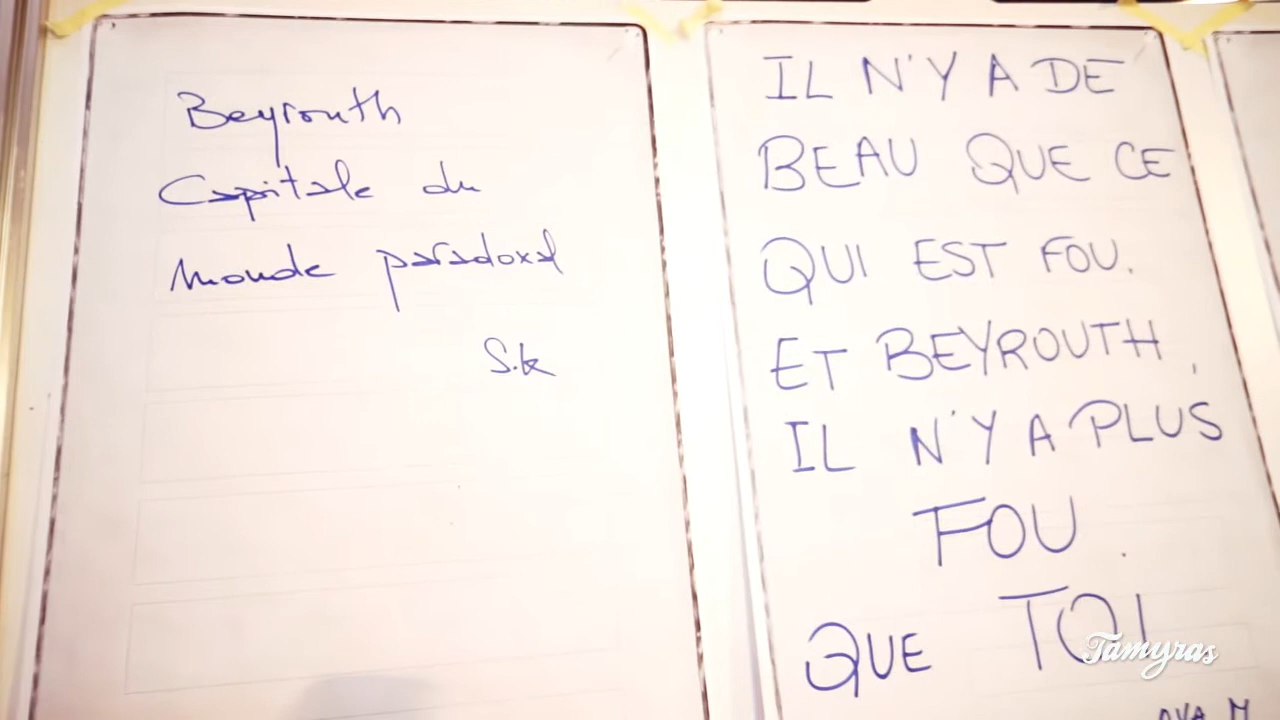 Beyrouth
Capitale du
Monde paradoxal
S.K
IL N'Y A DE
BEAU QUE CE
QUI EST FOU.
ET BEYROUTH,
IL N'Y A PLUS
FOU
QUE TOI
Tamyras